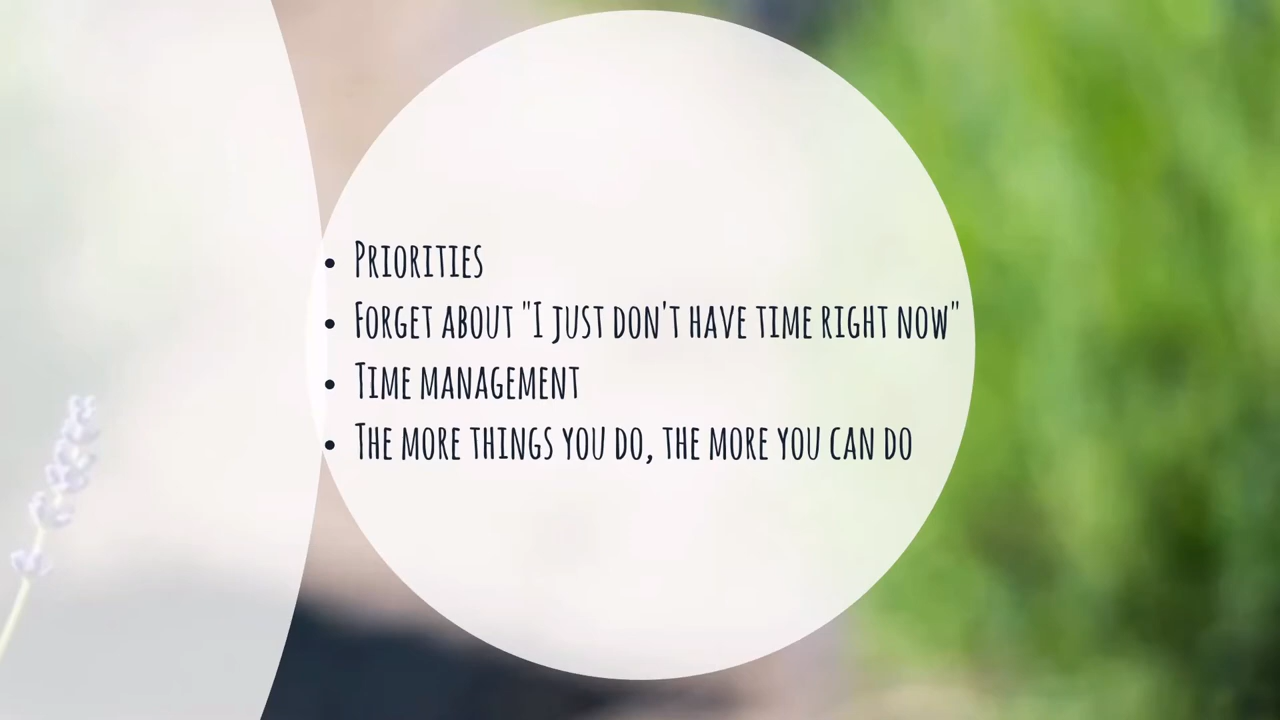 • Priorities
• Forget about "I just don't have time right now"
• Time management
• The more things you do, the more you can do